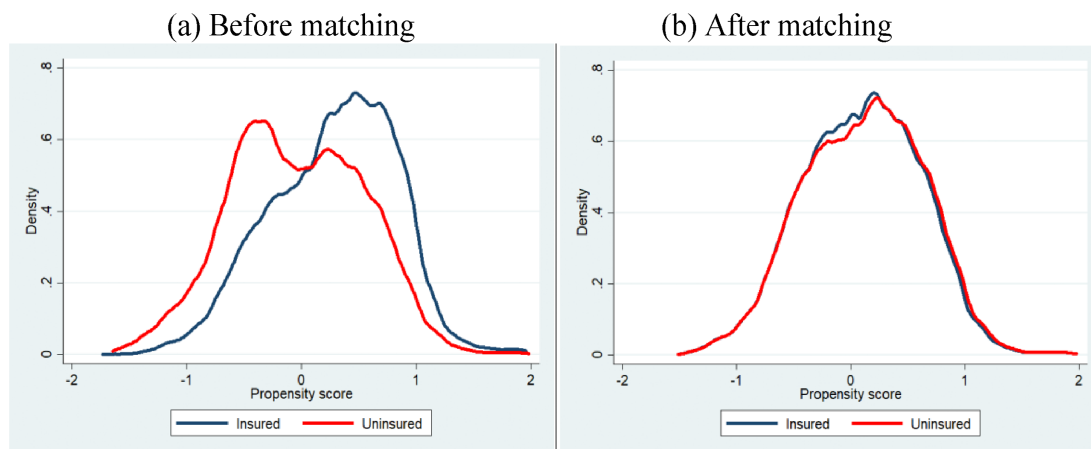 (a) Before matching
(b) After matching
.8
.6
.4
.2
0
Density
-2 -1 0 1 2
Propensity score
Insured Uninsured
.8
.6
.4
.2
0
Density
-2 -1 0 1 2
Propensity score
Insured Uninsured